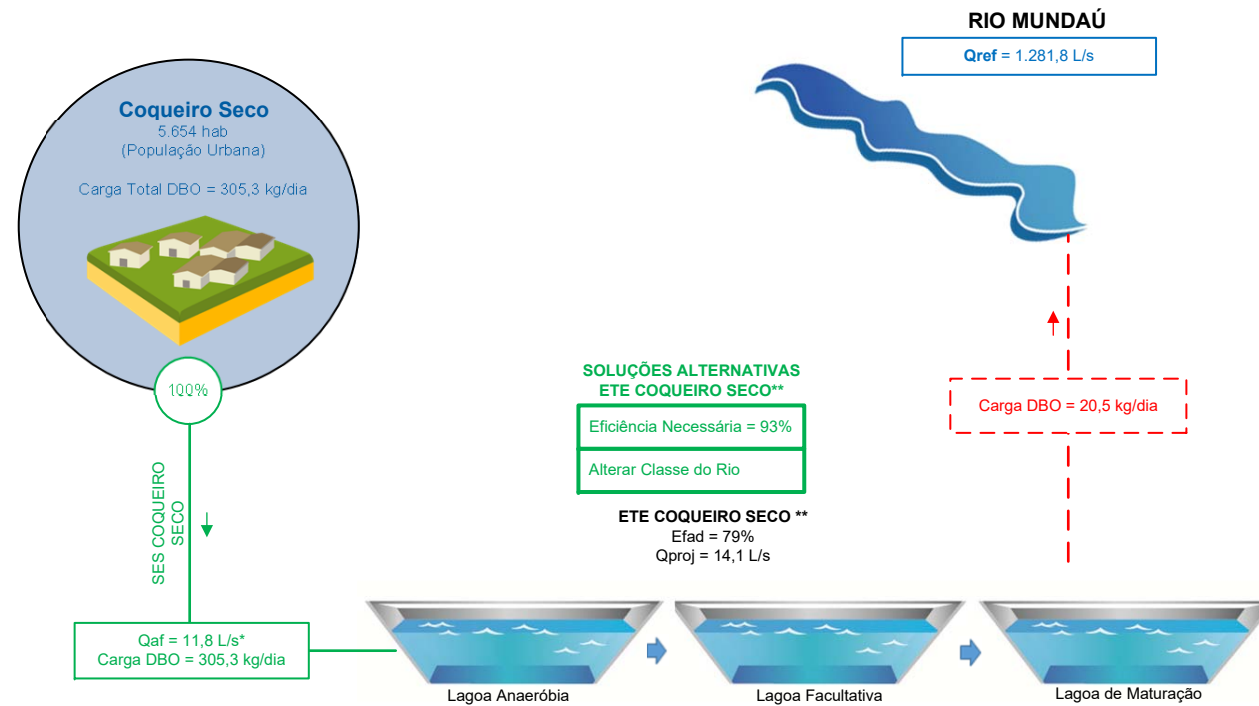 RIO MUNDAÚ
Qref = 1.281,8 L/s
Coqueiro Seco
5.654 hab
(População Urbana)
Carga Total DBO = 305,3 kg/dia
100%
SES COQUEIRO
SECO
Qaf = 11,8 L/s*
Carga DBO = 305,3 kg/dia
SOLUÇÕES ALTERNATIVAS
ETE COQUEIRO SECO**
Eficiência Necessária = 93%
Alterar Classe do Rio
ETE COQUEIRO SECO **
Efad = 79%
Qproj = 14,1 L/s
Carga DBO = 20,5 kg/dia
Lagoa Anaeróbia
Lagoa Facultativa
Lagoa de Maturação